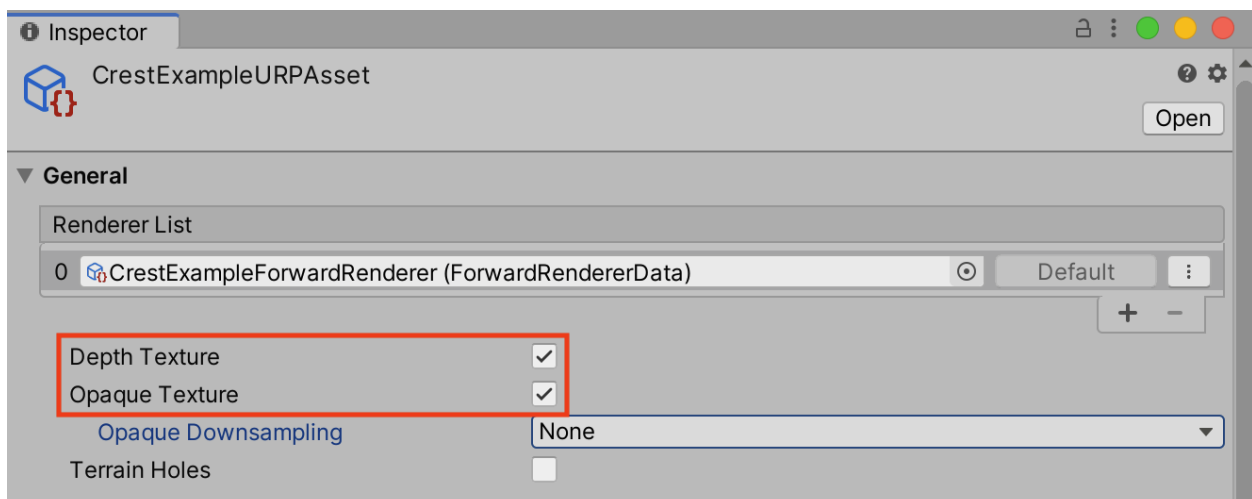 Inspector
CrestExampleURPAsset
Open
General
Renderer List
0 CrestExampleForwardRenderer (ForwardRendererData) Default
Depth Texture
Opaque Texture
Opaque Downsampling None
Terrain Holes